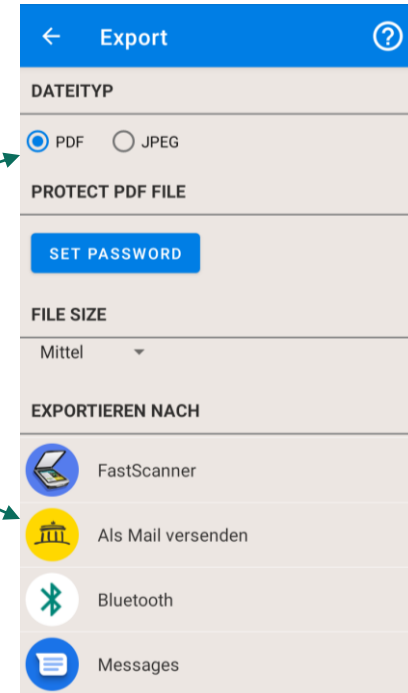 Export
DATEITYP
PDF JPEG
PROTECT PDF FILE
SET PASSWORD
FILE SIZE
Mittel
EXPORTIEREN NACH
FastScanner
Als Mail versenden
Bluetooth
Messages